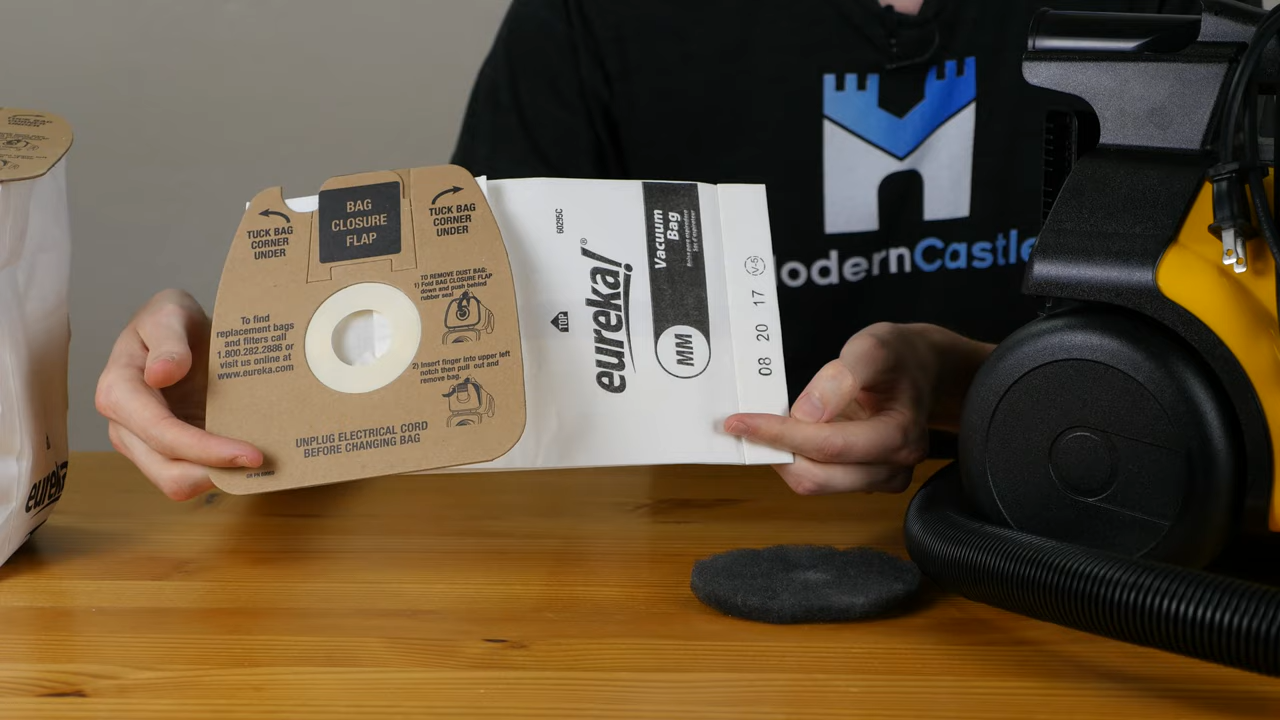 BAG
CLOSURE
FLAP
TUCK BAG
CORNER
UNDER
TUCK BAG
CORNER
UNDER
TO REMOVE DUST BAG:
1) Fold BAG CLOSURE FLAP
down and push behind
rubber seal
To find
replacement bags
and filters call
1.800.282.2886 or
visit us online at
www.eureka.com
2) Insert finger into upper left
notch then pull out and
remove bag.
UNPLUG ELECTRICAL CORD
BEFORE CHANGING BAG
60295C
TOP
eureka!®
Vacuum
Bag
MM
08 20 17 V-5
odernCastle
eureka